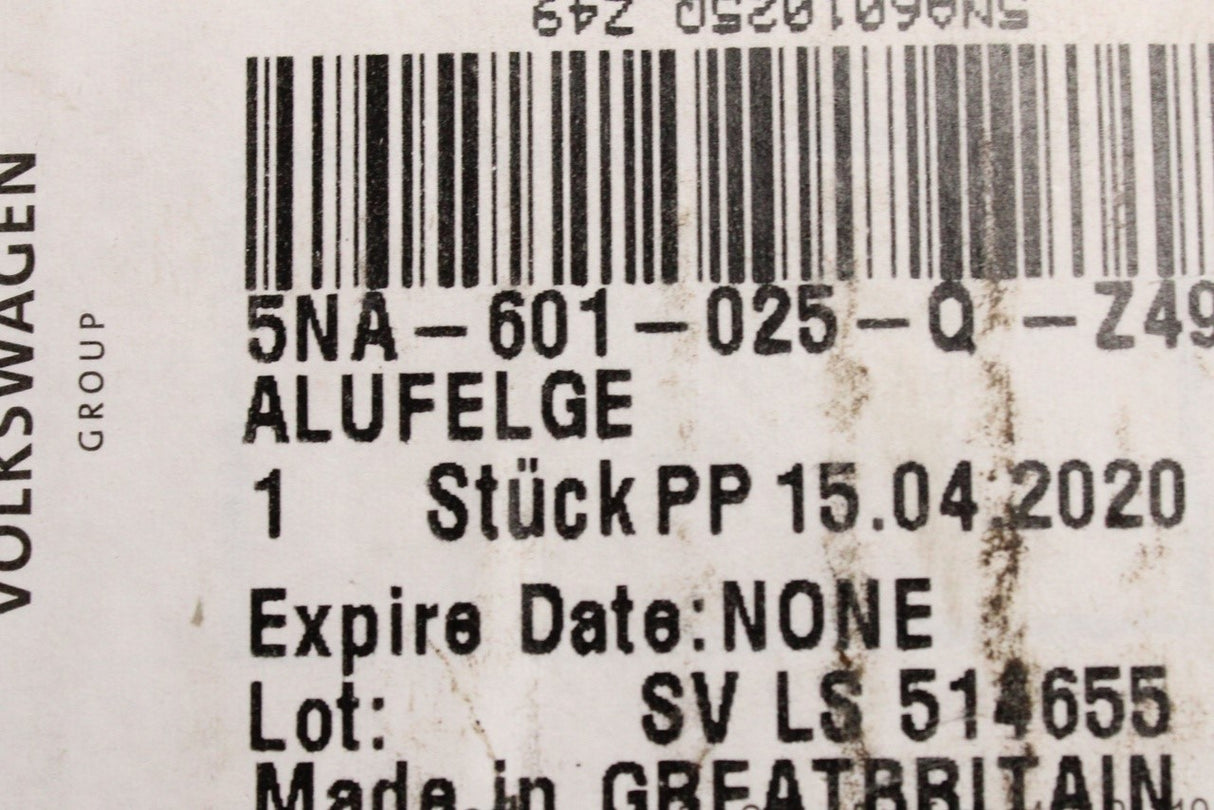 5NA601025Q Z49
VOLKSWAGEN
GROUP
5NA-601-025-Q -Z49
ALUFELGE
1 Stück PP 15.04.2020
Expire Date:NONE
Lot: SV LS 514655
Made in GREATBRITAIN